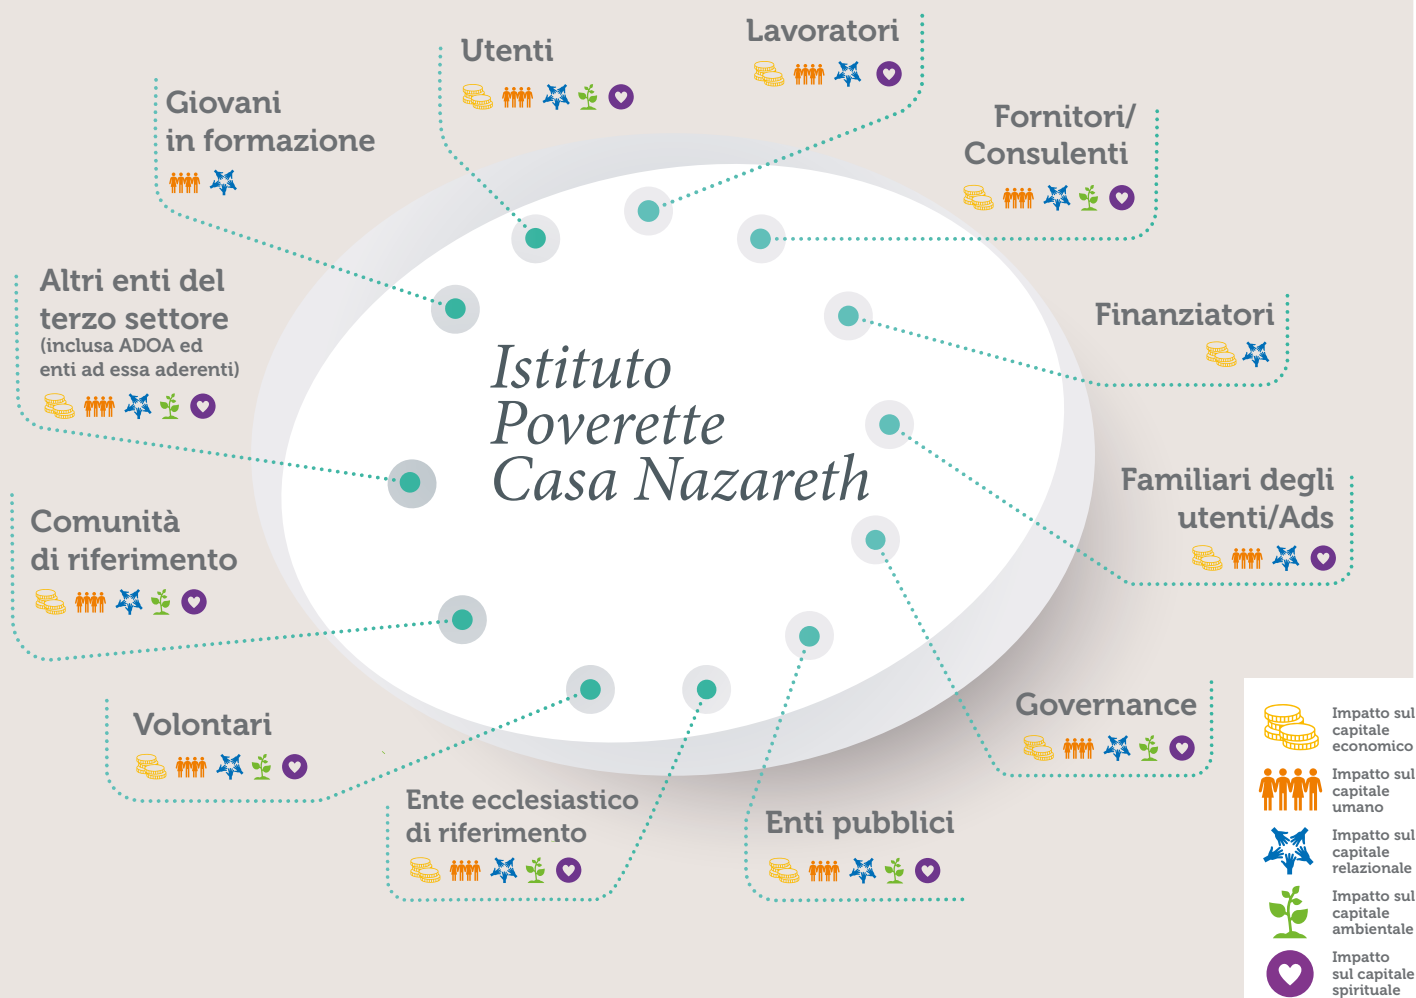 Lavoratori
Utenti
Giovani
in formazione
Fornitori/
Consulenti
Altri enti del
terzo settore
(inclusa ADOA ed
enti ad essa aderenti)
Finanziatori
Istituto
Poverette
Casa Nazareth
Familiari degli
utenti/Ads
Comunità
di riferimento
Volontari
Governance
Ente ecclesiastico
di riferimento
Enti pubblici
Impatto sul
capitale
economico
Impatto sul
capitale
umano
Impatto sul
capitale
relazionale
Impatto sul
capitale
ambientale
Impatto
sul capitale
spirituale